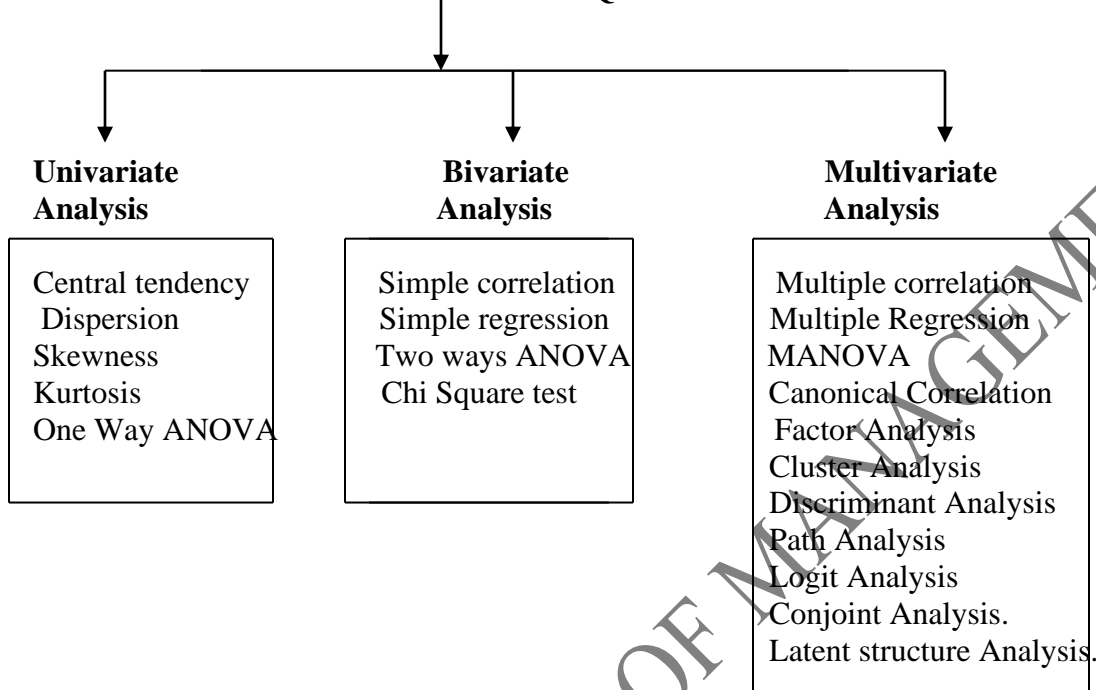 Univariate
Analysis
Central tendency
Dispersion
Skewness
Kurtosis
One Way ANOVA
Bivariate
Analysis
Simple correlation
Simple regression
Two ways ANOVA
Chi Square test
Multivariate
Analysis
Multiple correlation
Multiple Regression
MANOVA
Canonical Correlation
Factor Analysis
Cluster Analysis
Discriminant Analysis
Path Analysis
Logit Analysis
Conjoint Analysis.
Latent structure Analysis.
OF